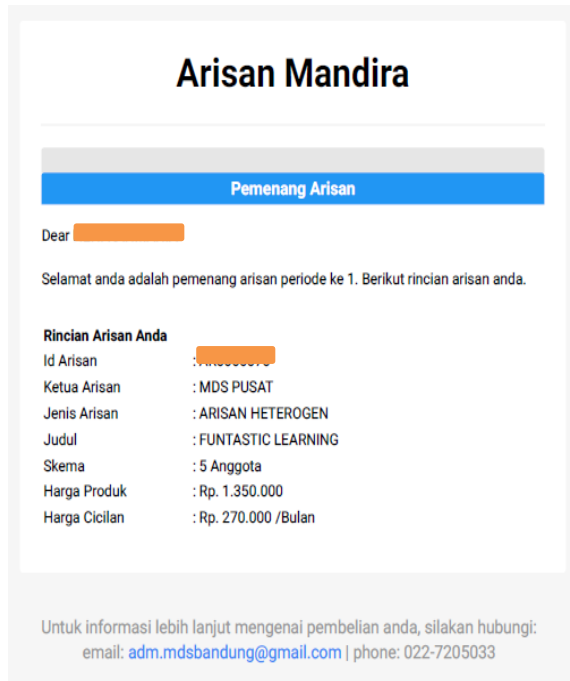 Arisan Mandira
Pemenang Arisan
Dear
Selamat anda adalah pemenang arisan periode ke 1. Berikut rincian arisan anda.
Rincian Arisan Anda
Id Arisan :
Ketua Arisan : MDS PUSAT
Jenis Arisan : ARISAN HETEROGEN
Judul : FUNTASTIC LEARNING
Skema : 5 Anggota
Harga Produk : Rp. 1.350.000
Harga Cicilan : Rp. 270.000 /Bulan
Untuk informasi lebih lanjut mengenai pembelian anda, silakan hubungi:
email: adm.mdsbandung@gmail.com | phone: 022-7205033